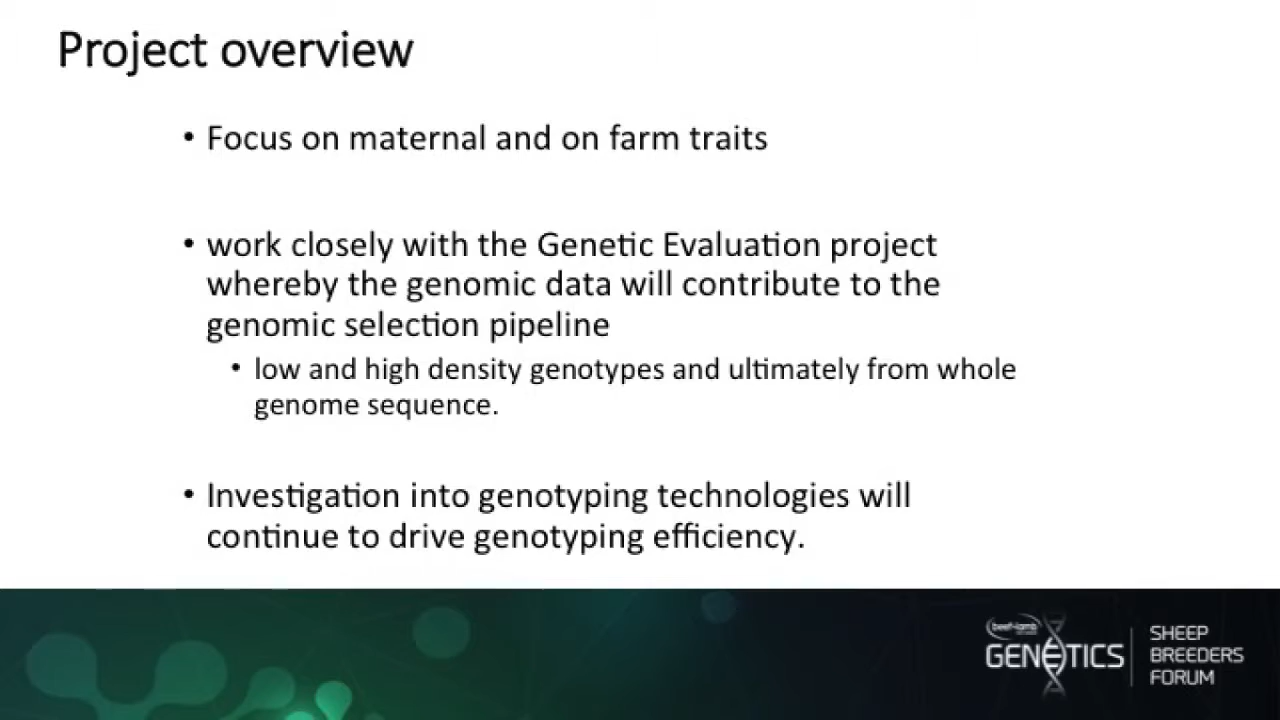 Project overview
• Focus on maternal and on farm traits
• work closely with the Genetic Evaluation project
whereby the genomic data will contribute to the
genomic selection pipeline
• low and high density genotypes and ultimately from whole
genome sequence.
• Investigation into genotyping technologies will
continue to drive genotyping efficiency.
beef+lamb
GENETICS
SHEEP
BREEDERS
FORUM